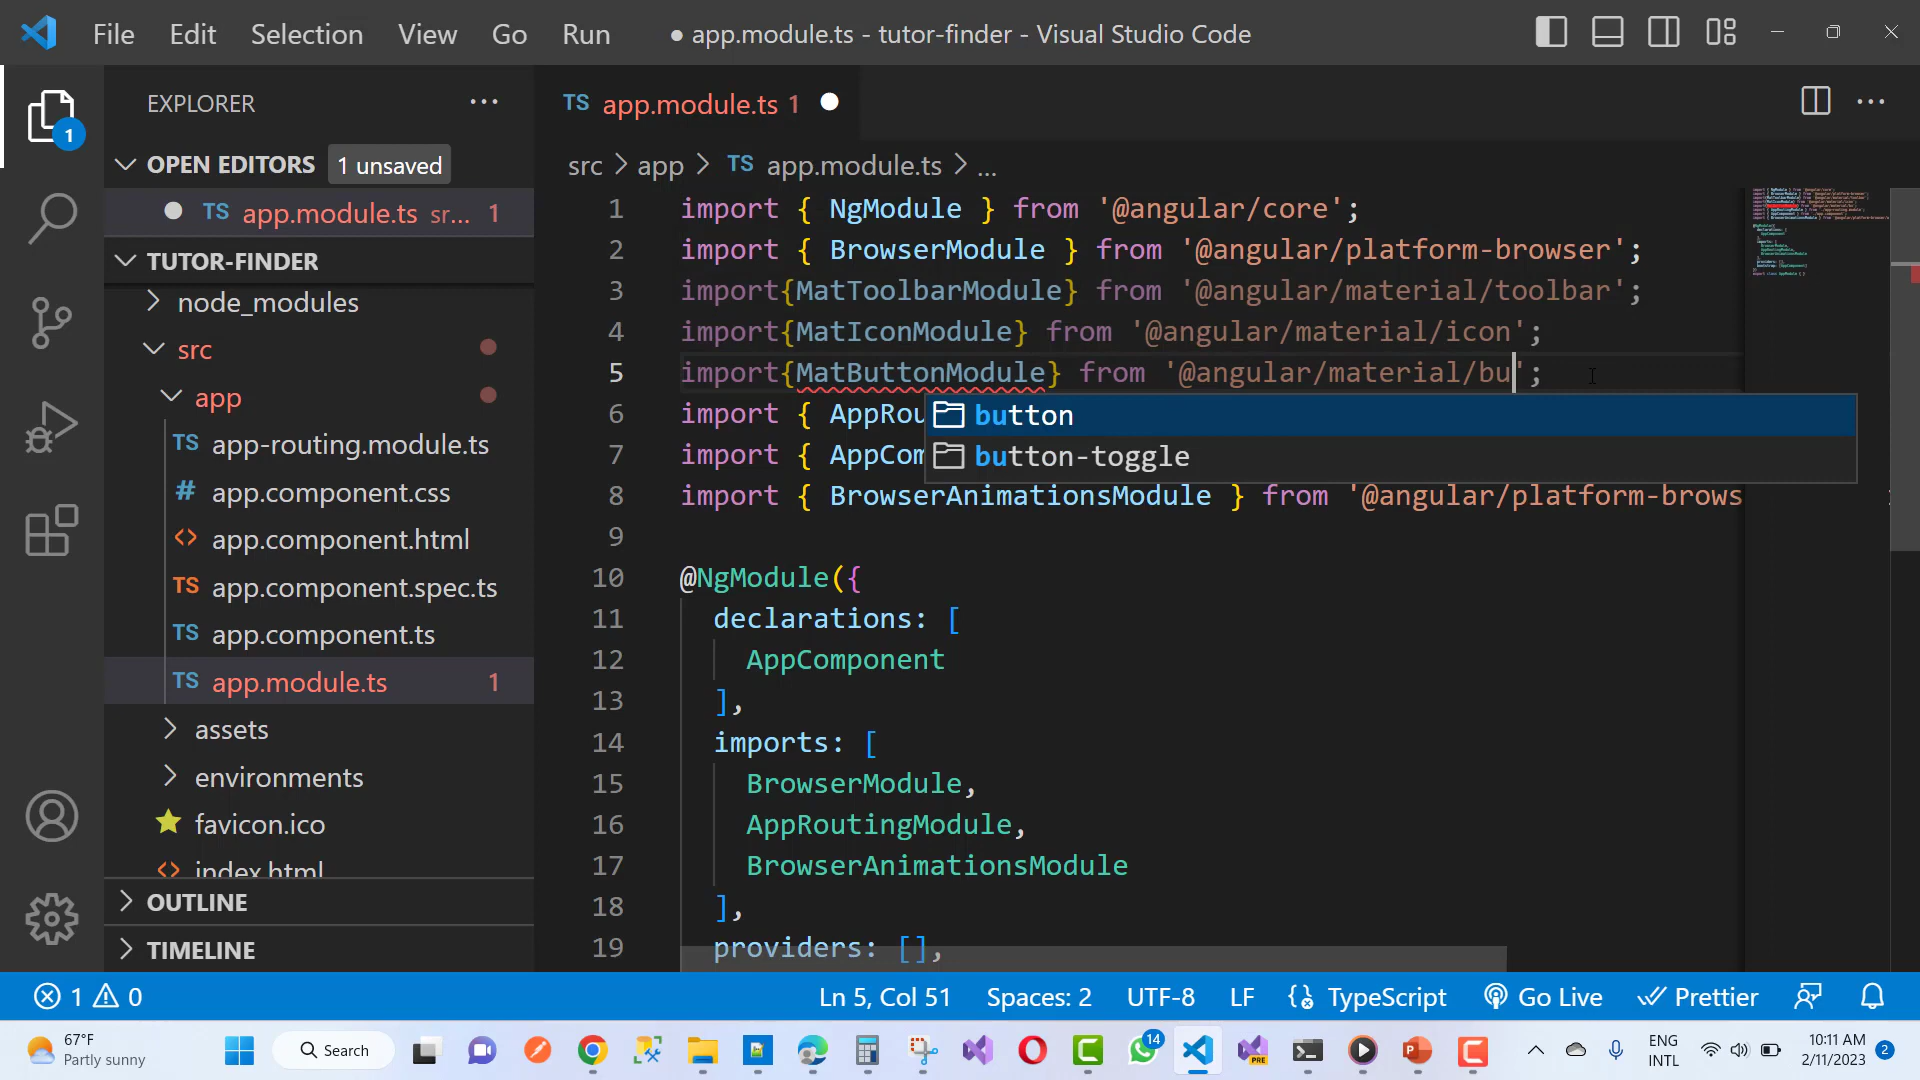 File Edit Selection View Go Run
● app.module.ts - tutor-finder - Visual Studio Code
EXPLORER
OPEN EDITORS 1 unsaved
TS app.module.ts sr... 1
TUTOR-FINDER
node_modules
src
app
TS app-routing.module.ts
# app.component.css
<> app.component.html
TS app.component.spec.ts
TS app.component.ts
TS app.module.ts 1
assets
environments
favicon.ico
<> index.html
OUTLINE
TIMELINE
1
TS app.module.ts 1
src > app > TS app.module.ts > ...
1 import { NgModule } from '@angular/core';
2 import { BrowserModule } from '@angular/platform-browser';
3 import{MatToolbarModule} from '@angular/material/toolbar';
4 import{MatIconModule} from '@angular/material/icon';
5 import{MatButtonModule} from '@angular/material/bu';
6 import { AppRou
button
7 import { AppCom
button-toggle
8 import { BrowserAnimationsModule } from '@angular/platform-brows
9
10 @NgModule({
11 declarations: [
12 AppComponent
13 ],
14 imports: [
15 BrowserModule,
16 AppRoutingModule,
17 BrowserAnimationsModule
18 ],
19 providers: [],
1 0
Ln 5, Col 51 Spaces: 2 UTF-8 LF TypeScript Go Live Prettier
67°F
Partly sunny
Search
14
PRE
ENG
INTL
10:11 AM
2/11/2023
2